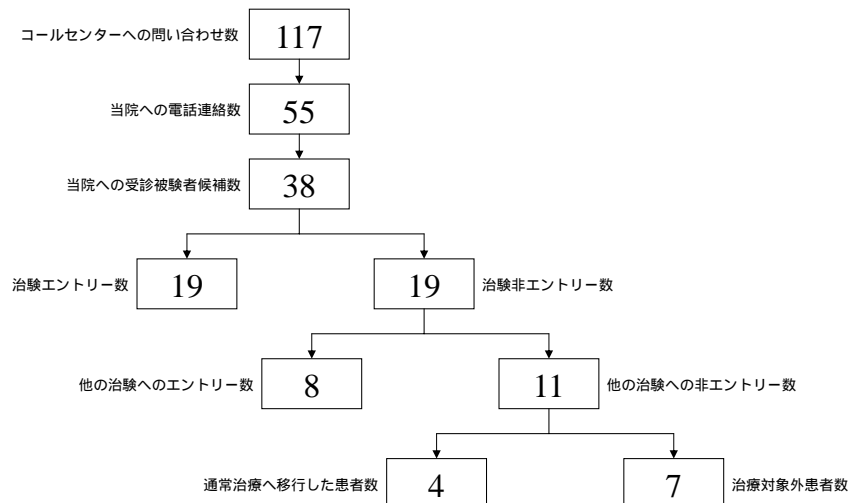 コールセンターへの問い合わせ数 117
当院への電話連絡数 55
当院への受診被験者候補数 38
治験エントリー数 19 19 治験非エントリー数
他の治験へのエントリー数 8 11 他の治験への非エントリー数
通常治療へ移行した患者数 4 7 治療対象外患者数